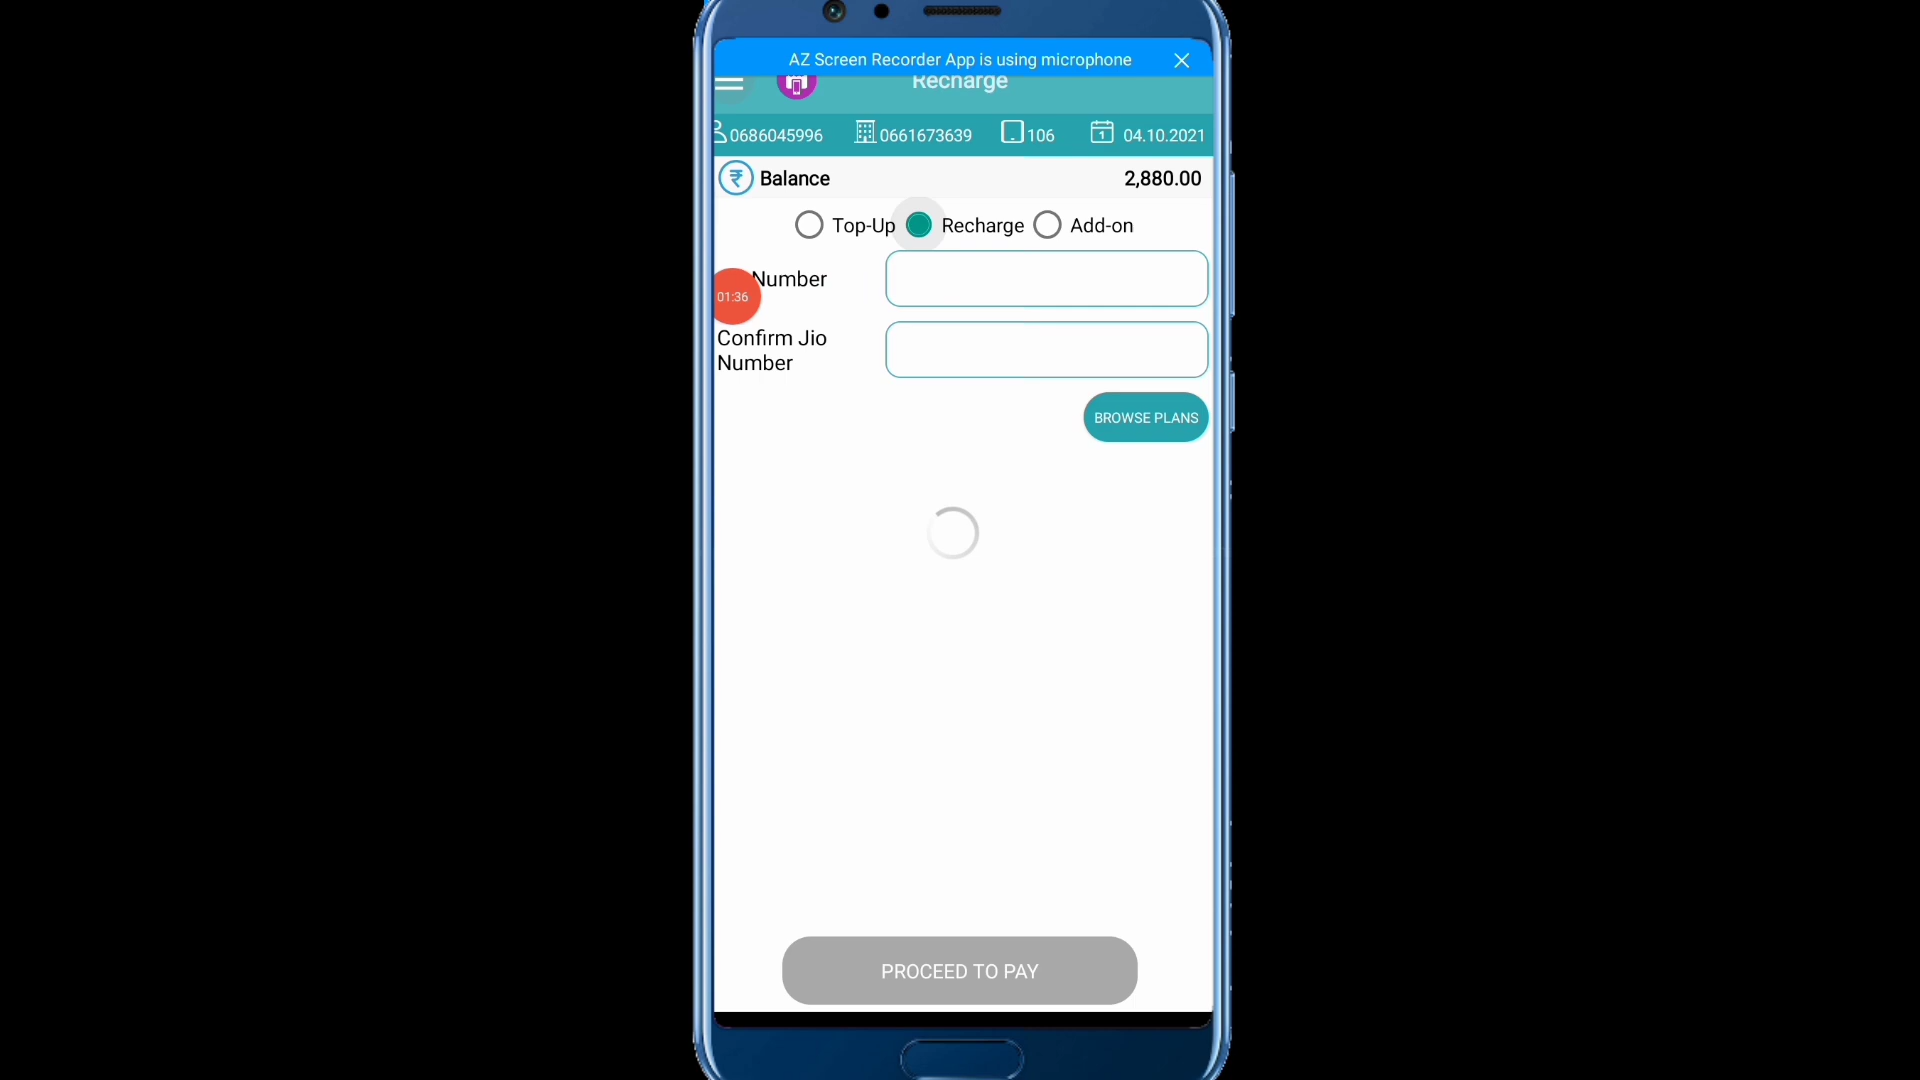 AZ Screen Recorder App is using microphone
Recharge
0686045996 0661673639 106 1 04.10.2021
₹ Balance 2,880.00
Top-Up Recharge Add-on
Number
01:36
Confirm Jio
Number
BROWSE PLANS
PROCEED TO PAY